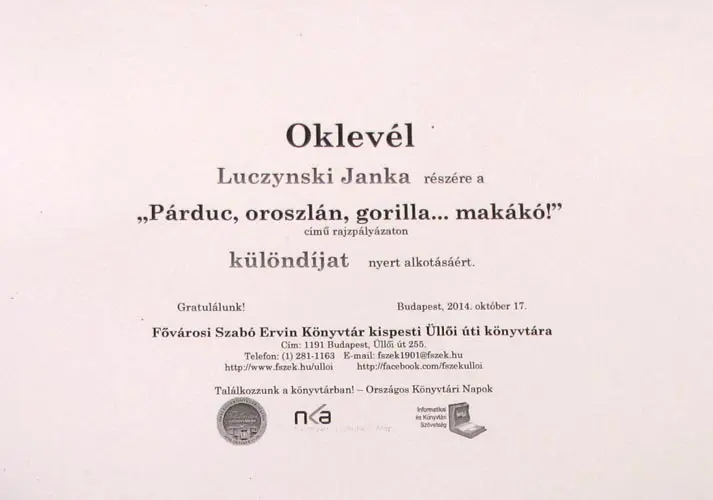 Oklevél
Luczynski Janka részére a
„Párduc, oroszlán, gorilla... makákó!”
című rajzpályázaton
különdíjat nyert alkotásáért.
Gratulálunk! Budapest, 2014. október 17.
Fővárosi Szabó Ervin Könyvtár kispesti Üllői úti könyvtára
Cím: 1191 Budapest, Üllői út 255.
Telefon: (1) 281-1163 E-mail: fszek1901@fszek.hu
http://www.fszek.hu/ulloi http://facebook.com/fszekulloi
Találkozzunk a könyvtárban! – Országos Könyvtári Napok
nka
Informatikai
és Könyvtári
Szövetség